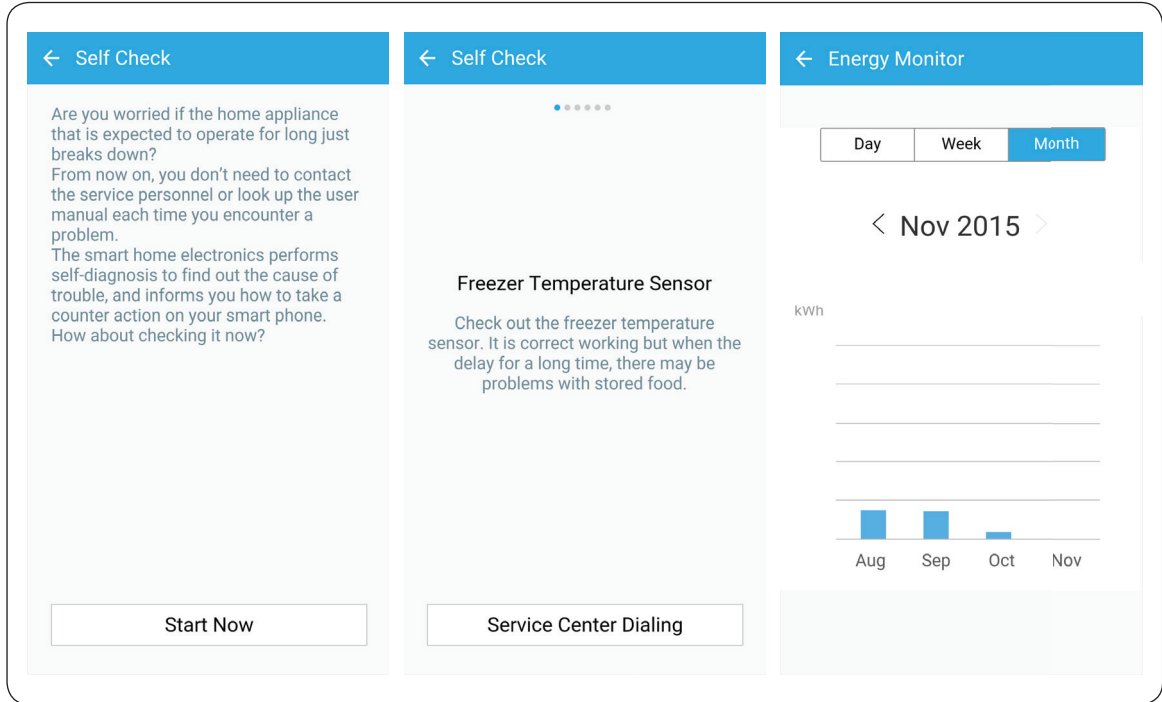 Self Check
Are you worried if the home appliance
that is expected to operate for long just
breaks down?
From now on, you don’t need to contact
the service personnel or look up the user
manual each time you encounter a
problem.
The smart home electronics performs
self-diagnosis to find out the cause of
trouble, and informs you how to take a
counter action on your smart phone.
How about checking it now?
Start Now
Self Check
Freezer Temperature Sensor
Check out the freezer temperature
sensor. It is correct working but when the
delay for a long time, there may be
problems with stored food.
Service Center Dialing
Energy Monitor
Day Week Month
Nov 2015
kWh
Aug Sep Oct Nov